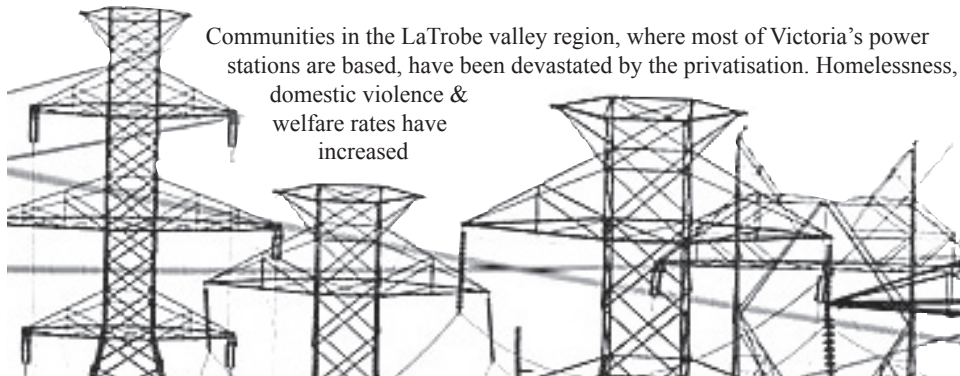 Communities in the LaTrobe valley region, where most of Victoria's power
stations are based, have been devastated by the privatisation. Homelessness,
domestic violence &
welfare rates have
increased